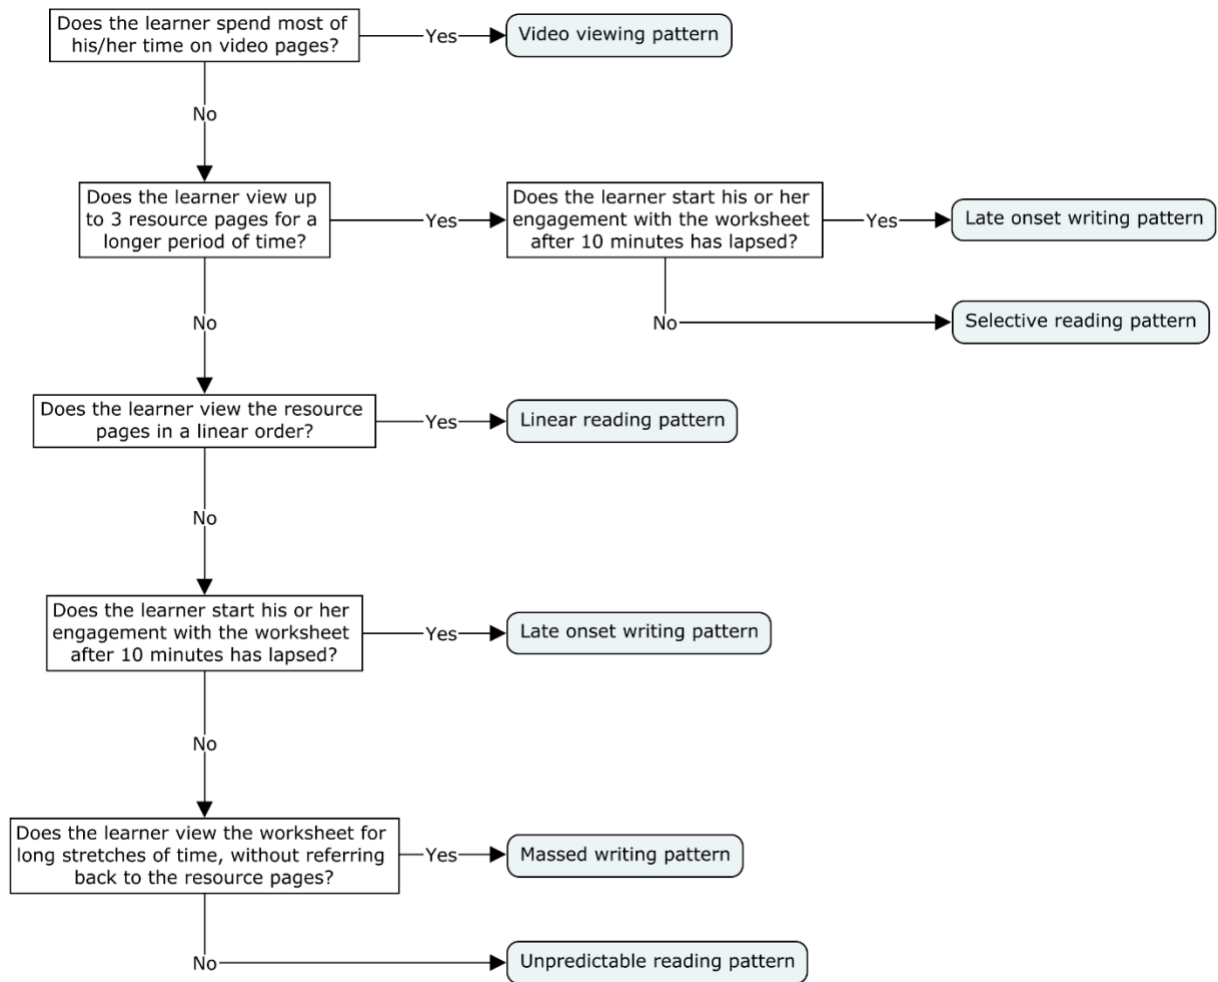 Does the learner spend most of
his/her time on video pages?
Yes
Video viewing pattern
No
Does the learner view up
to 3 resource pages for a
longer period of time?
Yes
Does the learner start his or her
engagement with the worksheet
after 10 minutes has lapsed?
Yes
Late onset writing pattern
No
Selective reading pattern
No
Does the learner view the resource
pages in a linear order?
Yes
Linear reading pattern
No
Does the learner start his or her
engagement with the worksheet
after 10 minutes has lapsed?
Yes
Late onset writing pattern
No
Does the learner view the worksheet for
long stretches of time, without referring
back to the resource pages?
Yes
Massed writing pattern
No
Unpredictable reading pattern